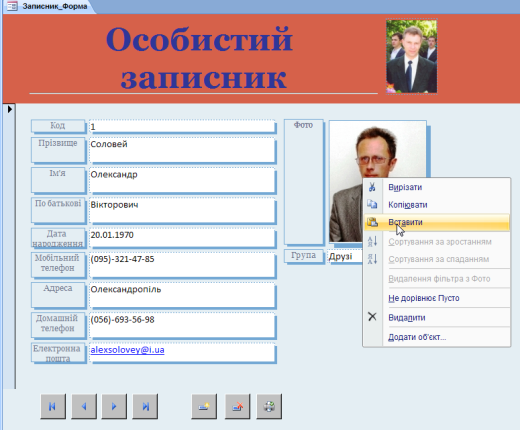 Записник_Форма
Особистий
записник
Код
1
Прізвище
Соловей
Ім'я
Олександр
По батькові
Вікторович
Дата
народження
20.01.1970
Мобільний
телефон
(095)-321-47-85
Адреса
Олександропіль
Домашній
телефон
(056)-693-56-98
Електронна
пошта
alexsolovey@i.ua
Фото
Група
Друзі
Вирізати
Копіювати
Вставити
Сортування за зростанням
Сортування за спаданням
Видалення фільтра з Фото
Не дорівнює Пусто
Видалити
Додати об'єкт...